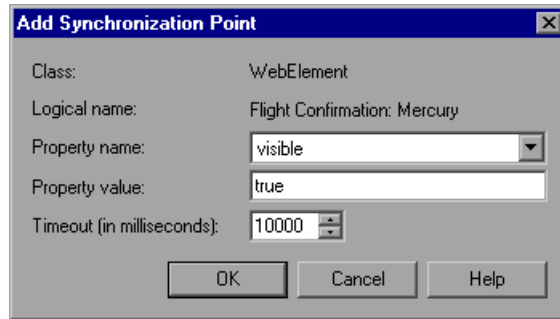 Add Synchronization Point
Class: WebElement
Logical name: Flight Confirmation: Mercury
Property name: visible
Property value: true
Timeout (in milliseconds): 10000
OK Cancel Help